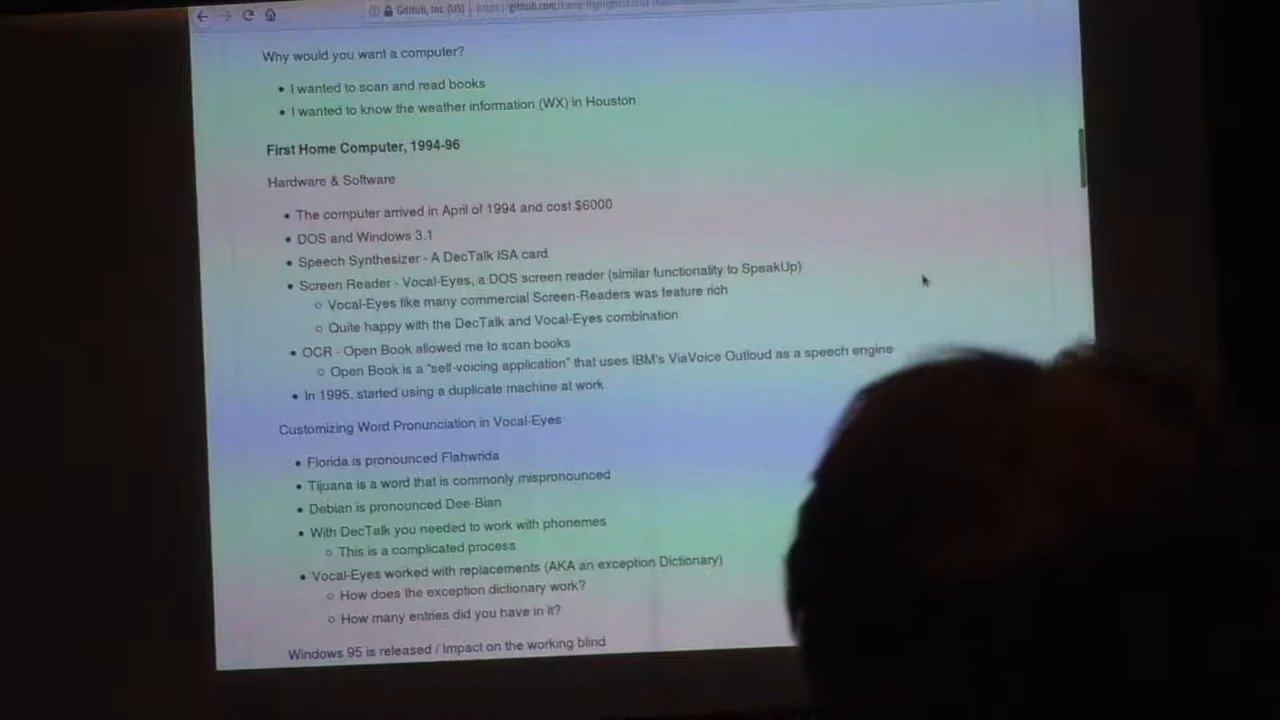 GitHub, Inc. (US) https://github.com/
Why would you want a computer?
• I wanted to scan and read books
• I wanted to know the weather information (WX) in Houston
First Home Computer, 1994-96
Hardware & Software
• The computer arrived in April of 1994 and cost $6000
• DOS and Windows 3.1
• Speech Synthesizer - A DecTalk ISA card
• Screen Reader - Vocal-Eyes, a DOS screen reader (similar functionality to SpeakUp)
○ Vocal-Eyes like many commercial Screen-Readers was feature rich
○ Quite happy with the DecTalk and Vocal-Eyes combination
• OCR - Open Book allowed me to scan books
○ Open Book is a "self-voicing application" that uses IBM's ViaVoice Outloud as a speech engine
• In 1995, started using a duplicate machine at work
Customizing Word Pronunciation in Vocal-Eyes
• Florida is pronounced Flahwrida
• Tijuana is a word that is commonly mispronounced
• Debian is pronounced Dee-Bian
• With DecTalk you needed to work with phonemes
○ This is a complicated process
• Vocal-Eyes worked with replacements (AKA an exception Dictionary)
○ How does the exception dictionary work?
○ How many entries did you have in it?
Windows 95 is released / Impact on the working blind